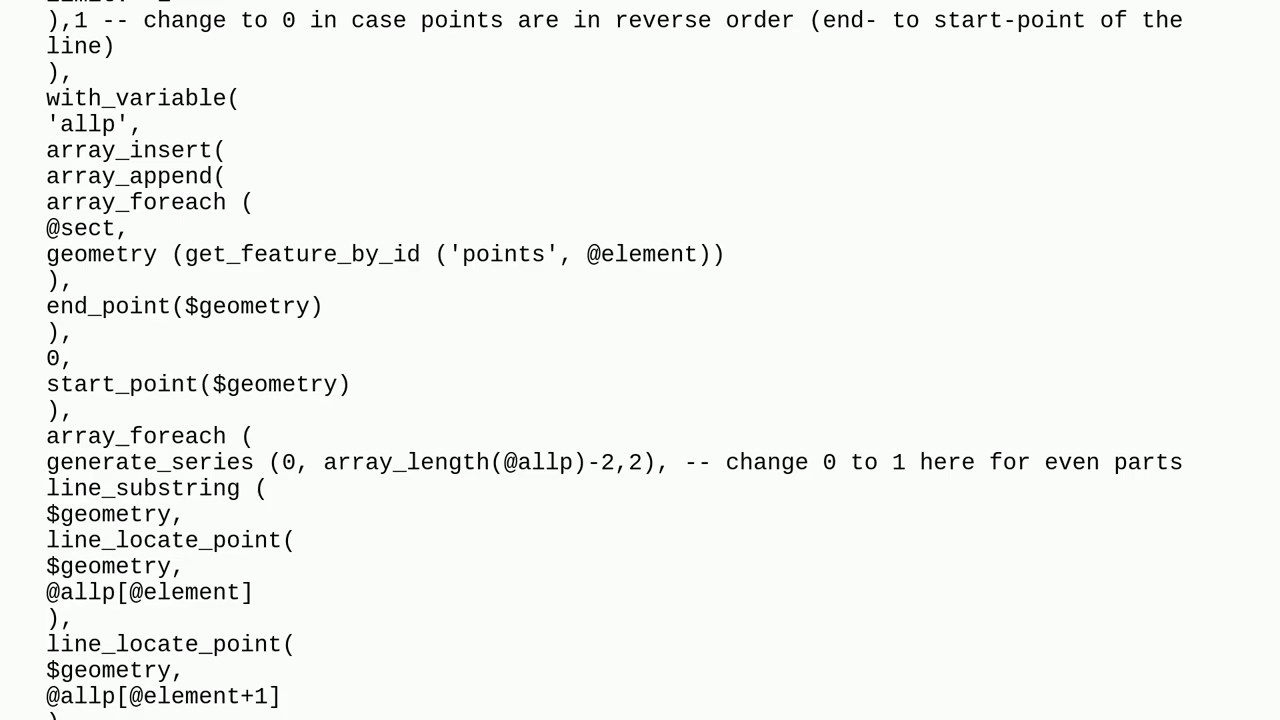 ),1 -- change to 0 in case points are in reverse order (end- to start-point of the
line)
),
with_variable(
'allp',
array_insert(
array_append(
array_foreach (
@sect,
geometry (get_feature_by_id ('points', @element))
),
end_point($geometry)
),
0,
start_point($geometry)
),
array_foreach (
generate_series (0, array_length(@allp)-2,2), -- change 0 to 1 here for even parts
line_substring (
$geometry,
line_locate_point(
$geometry,
@allp[@element]
),
line_locate_point(
$geometry,
@allp[@element+1]
)